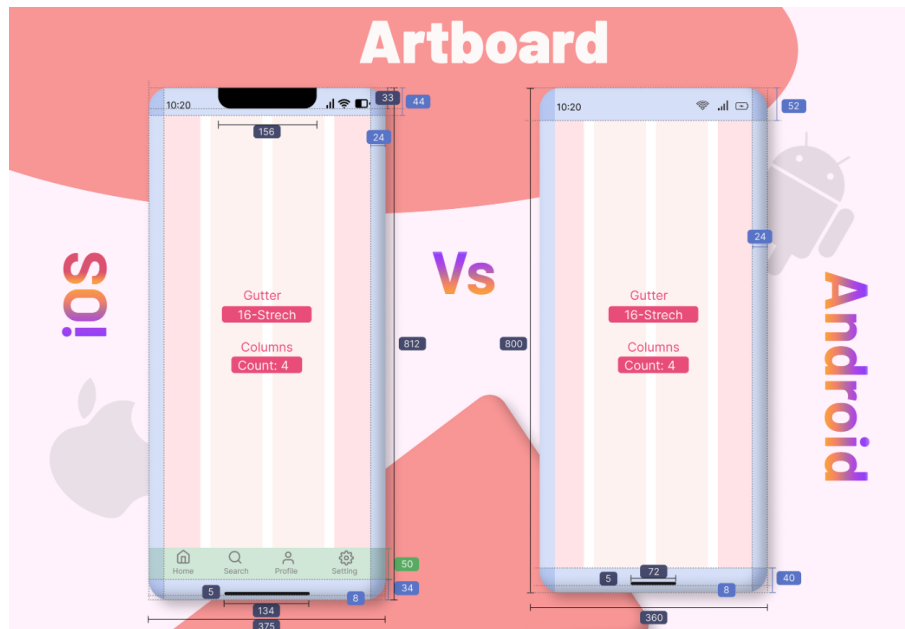 Artboard
iOS
Vs
Android
10:20
33
44
156
24
Gutter
16-Strech
Columns
Count: 4
812
Home
Search
Profile
Setting
50
34
5
8
134
375
10:20
52
24
Gutter
16-Strech
Columns
Count: 4
800
72
5
8
40
360